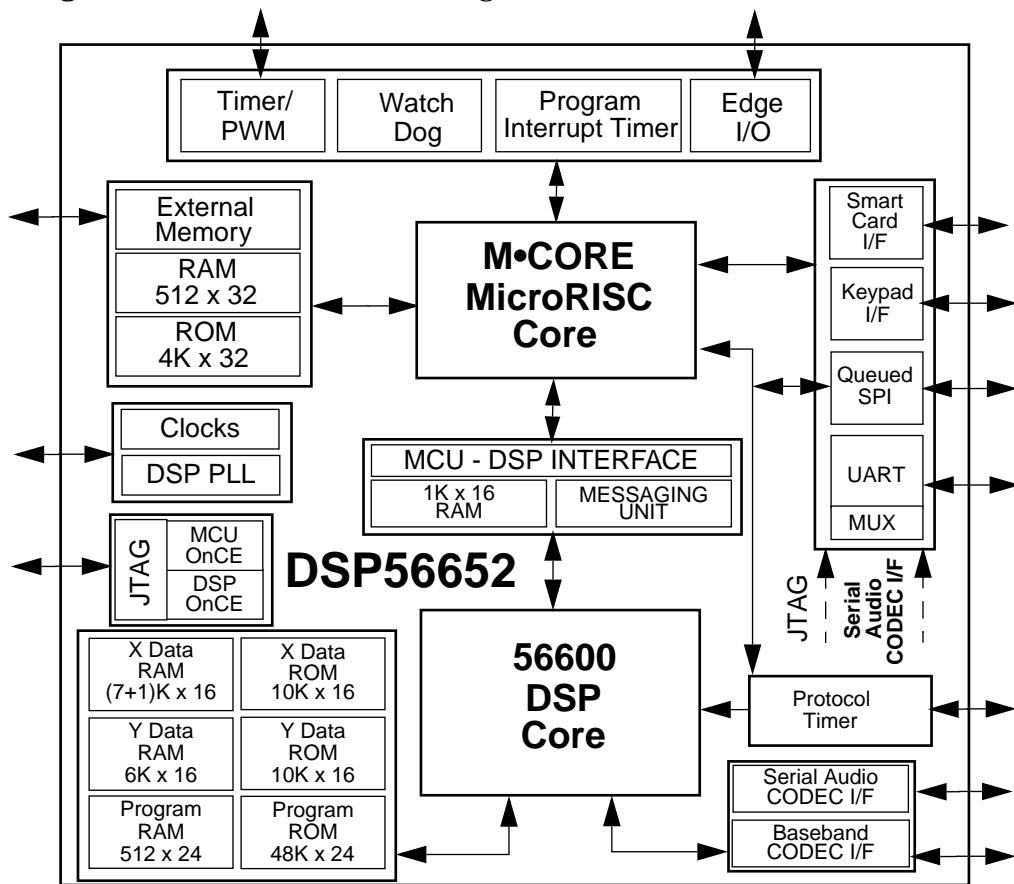 Timer/
PWM
Watch
Dog
Program
Interrupt Timer
Edge
I/O
External
Memory
RAM
512 x 32
ROM
4K x 32
M•CORE
MicroRISC
Core
Smart
Card
I/F
Keypad
I/F
Queued
SPI
UART
MUX
Clocks
DSP PLL
MCU - DSP INTERFACE
1K x 16
RAM
MESSAGING
UNIT
JTAG
MCU
OnCE
DSP
OnCE
DSP56652
JTAG
Serial
Audio
CODEC I/F
X Data
RAM
(7+1)K x 16
X Data
ROM
10K x 16
Y Data
RAM
6K x 16
Y Data
ROM
10K x 16
Program
RAM
512 x 24
Program
ROM
48K x 24
56600
DSP
Core
Protocol
Timer
Serial Audio
CODEC I/F
Baseband
CODEC I/F